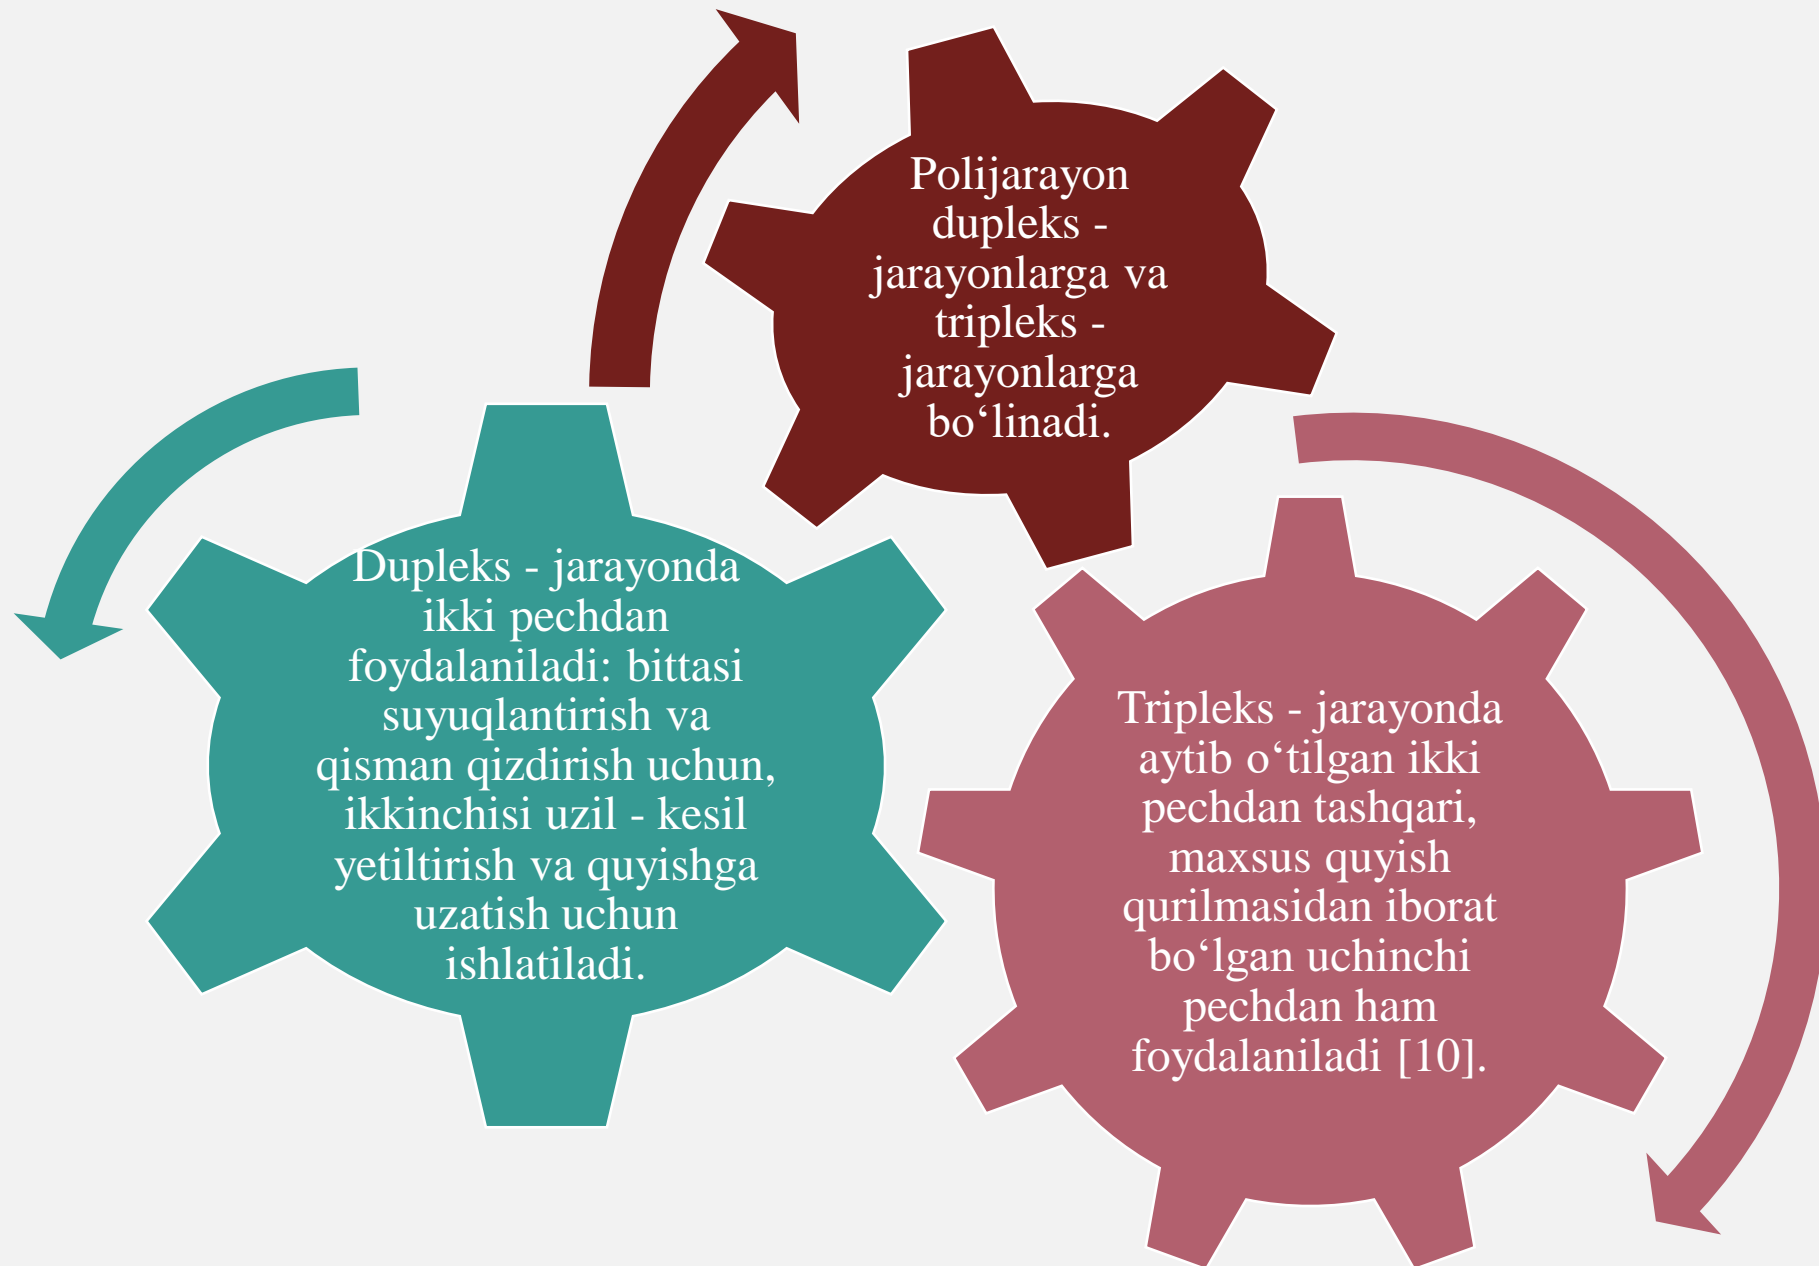 Polijarayon
dupleks -
jarayonlarga va
tripleks -
jarayonlarga
bo‘linadi.
Dupleks - jarayonda
ikki pechdan
foydalaniladi: bittasi
suyuqlantirish va
qisman qizdirish uchun,
ikkinchisi uzil - kesil
yetiltirish va quyishga
uzatish uchun
ishlatiladi.
Tripleks - jarayonda
aytib o‘tilgan ikki
pechdan tashqari,
maxsus quyish
qurilmasidan iborat
bo‘lgan uchinchi
pechdan ham
foydalaniladi [10].